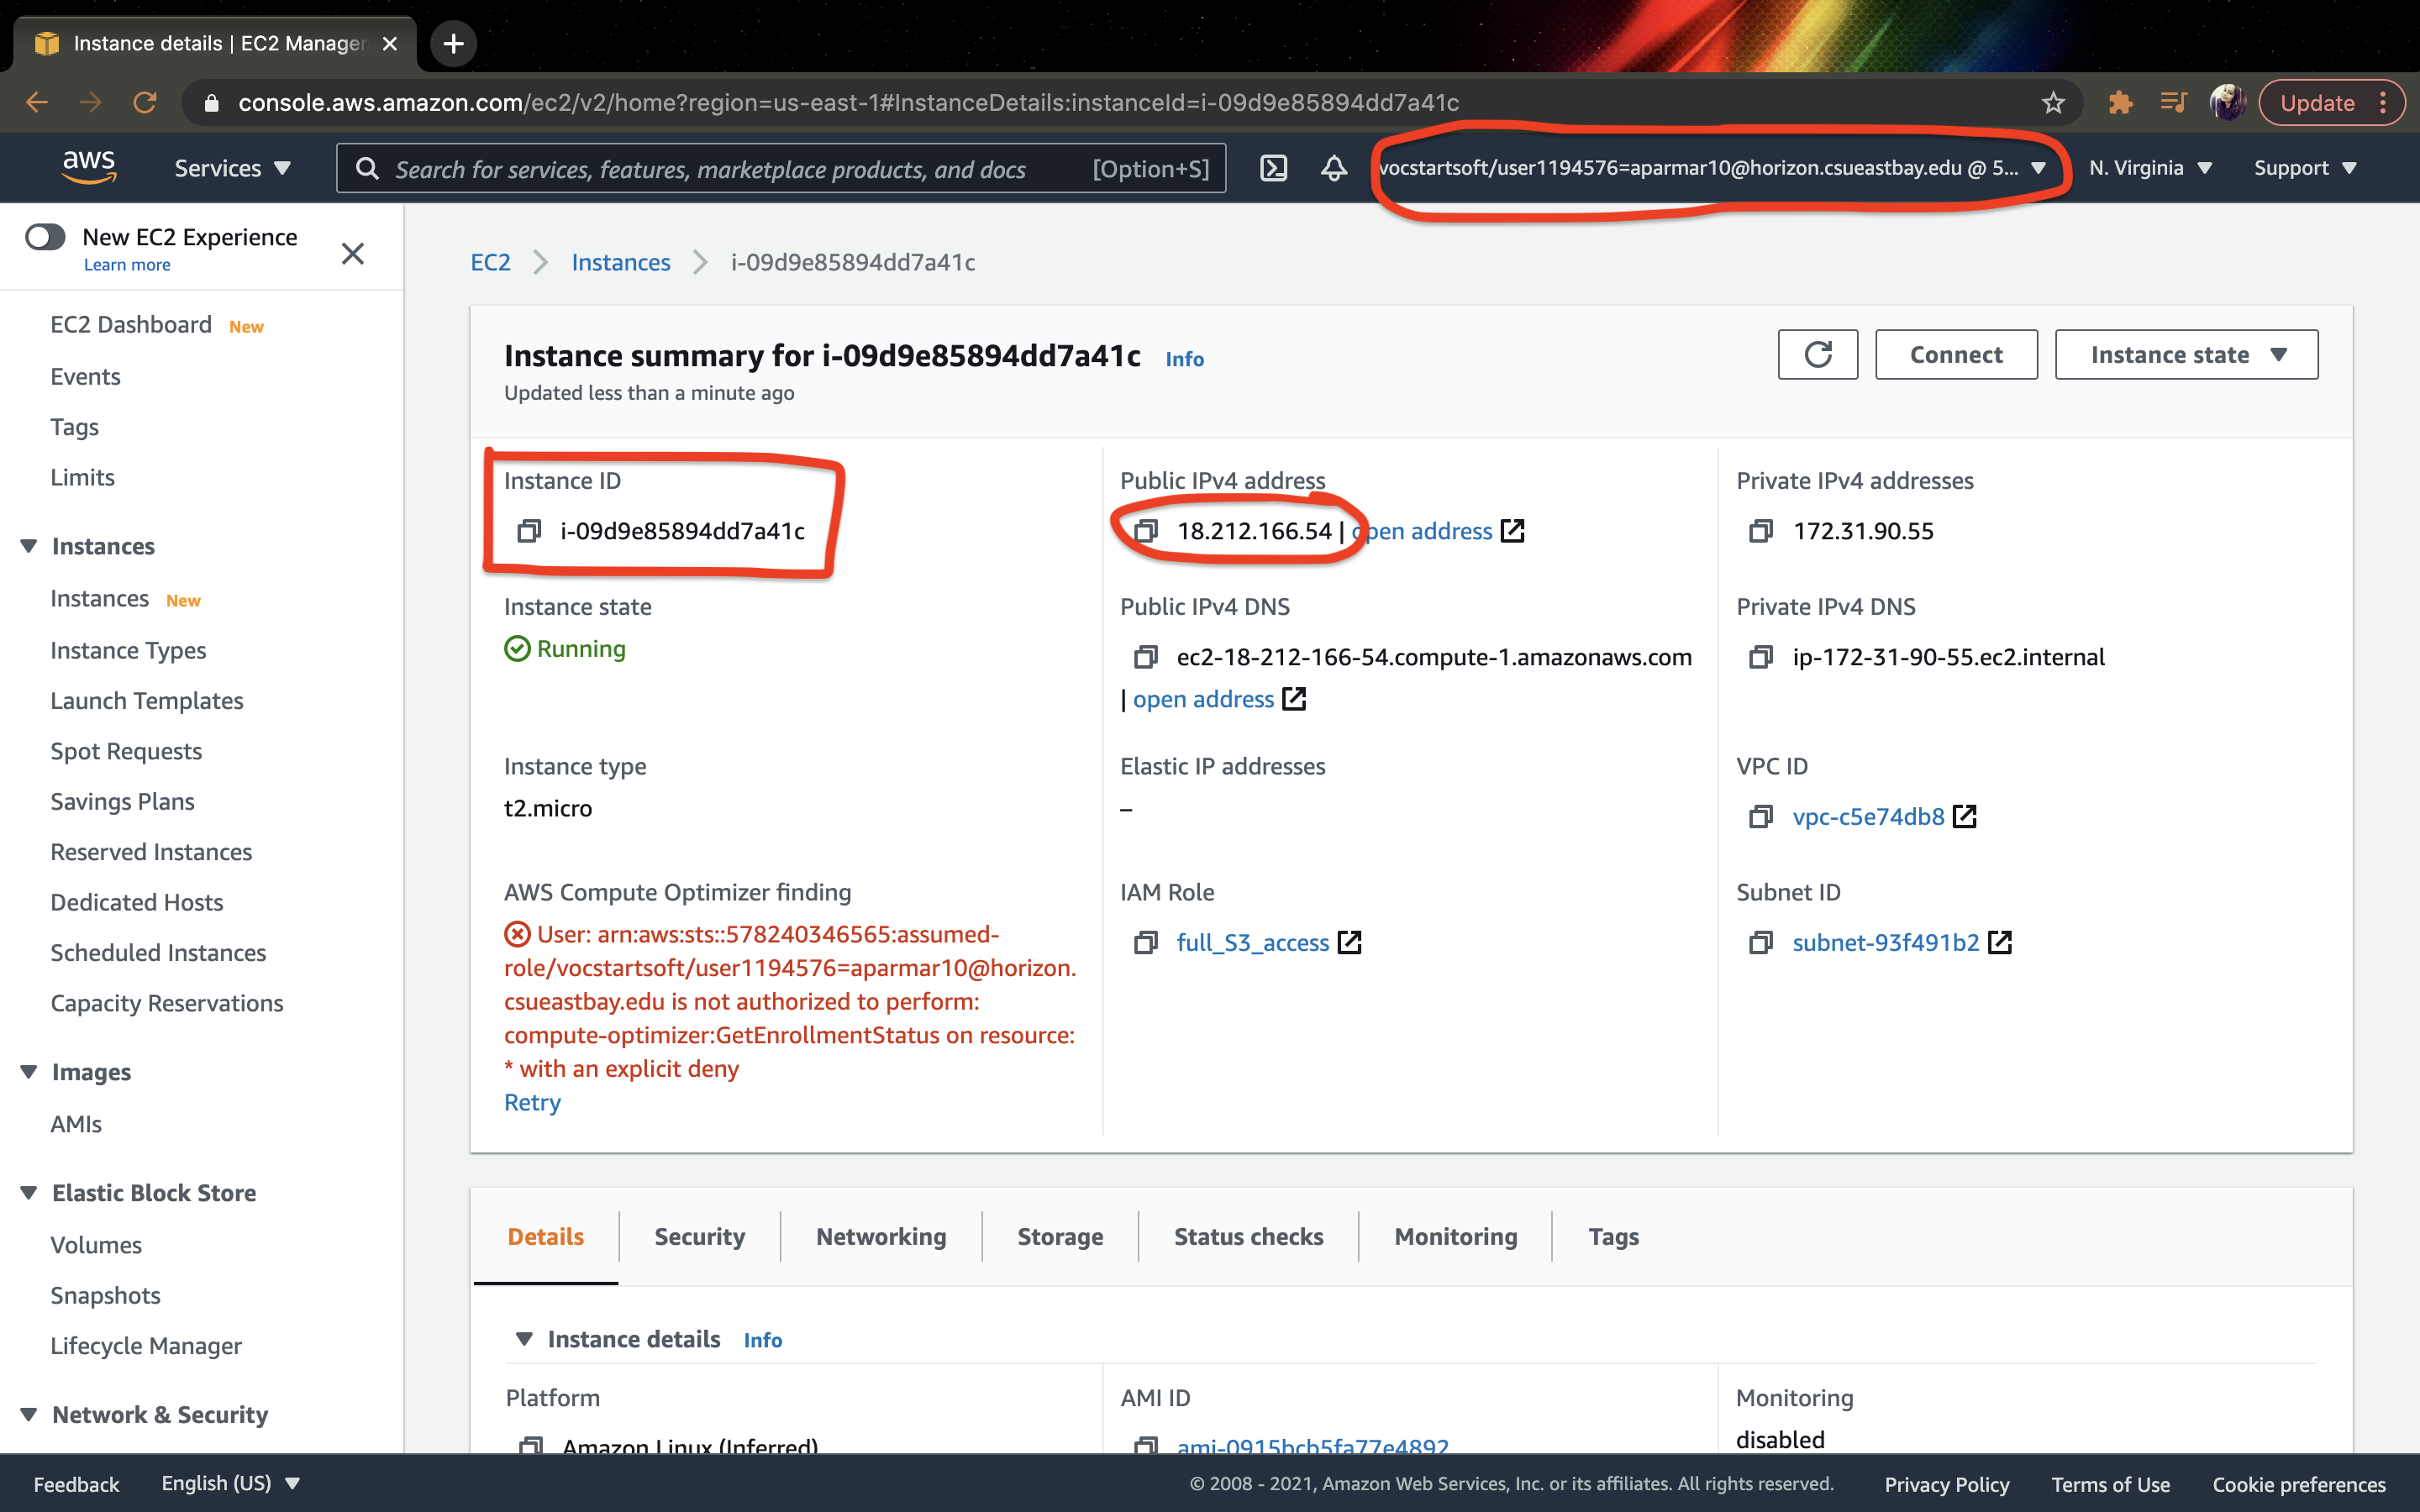 Instance details | EC2 Manager
console.aws.amazon.com/ec2/v2/home?region=us-east-1#InstanceDetails:instanceId=i-09d9e85894dd7a41c
Update
aws
Services
Search for services, features, marketplace products, and docs
[Option+S]
vocstartsoft/user1194576=aparmar10@horizon.csueastbay.edu @ 5...
N. Virginia
Support
New EC2 Experience
Learn more
EC2 Dashboard New
Events
Tags
Limits
Instances
Instances New
Instance Types
Launch Templates
Spot Requests
Savings Plans
Reserved Instances
Dedicated Hosts
Scheduled Instances
Capacity Reservations
Images
AMIs
Elastic Block Store
Volumes
Snapshots
Lifecycle Manager
Network & Security
EC2 > Instances > i-09d9e85894dd7a41c
Instance summary for i-09d9e85894dd7a41c Info
Updated less than a minute ago
Connect
Instance state
Instance ID
i-09d9e85894dd7a41c
Public IPv4 address
18.212.166.54 | open address
Private IPv4 addresses
172.31.90.55
Instance state
Running
Public IPv4 DNS
ec2-18-212-166-54.compute-1.amazonaws.com
| open address
Private IPv4 DNS
ip-172-31-90-55.ec2.internal
Instance type
t2.micro
Elastic IP addresses
–
VPC ID
vpc-c5e74db8
AWS Compute Optimizer finding
User: arn:aws:sts::578240346565:assumed-
role/vocstartsoft/user1194576=aparmar10@horizon.
csueastbay.edu is not authorized to perform:
compute-optimizer:GetEnrollmentStatus on resource:
* with an explicit deny
Retry
IAM Role
full_S3_access
Subnet ID
subnet-93f491b2
Details
Security
Networking
Storage
Status checks
Monitoring
Tags
Instance details Info
Platform
Amazon Linux (Inferred)
AMI ID
ami-0915bcb5fa77e4892
Monitoring
disabled
Feedback
English (US)
© 2008 - 2021, Amazon Web Services, Inc. or its affiliates. All rights reserved.
Privacy Policy
Terms of Use
Cookie preferences